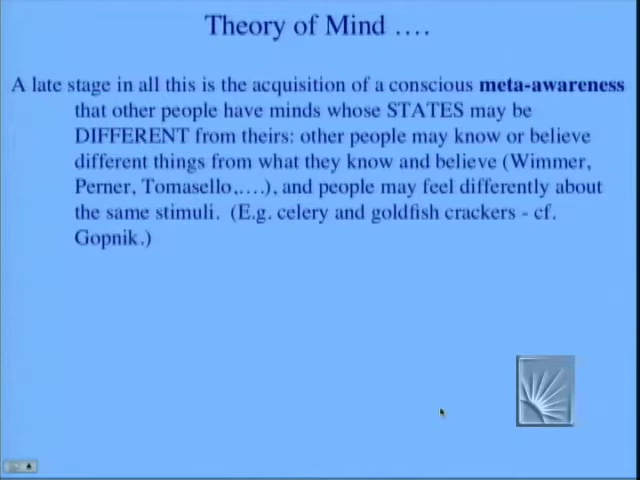 Theory of Mind ….
A late stage in all this is the acquisition of a conscious meta-awareness
that other people have minds whose STATES may be
DIFFERENT from theirs: other people may know or believe
different things from what they know and believe (Wimmer,
Perner, Tomasello,….), and people may feel differently about
the same stimuli. (E.g. celery and goldfish crackers - cf.
Gopnik.)